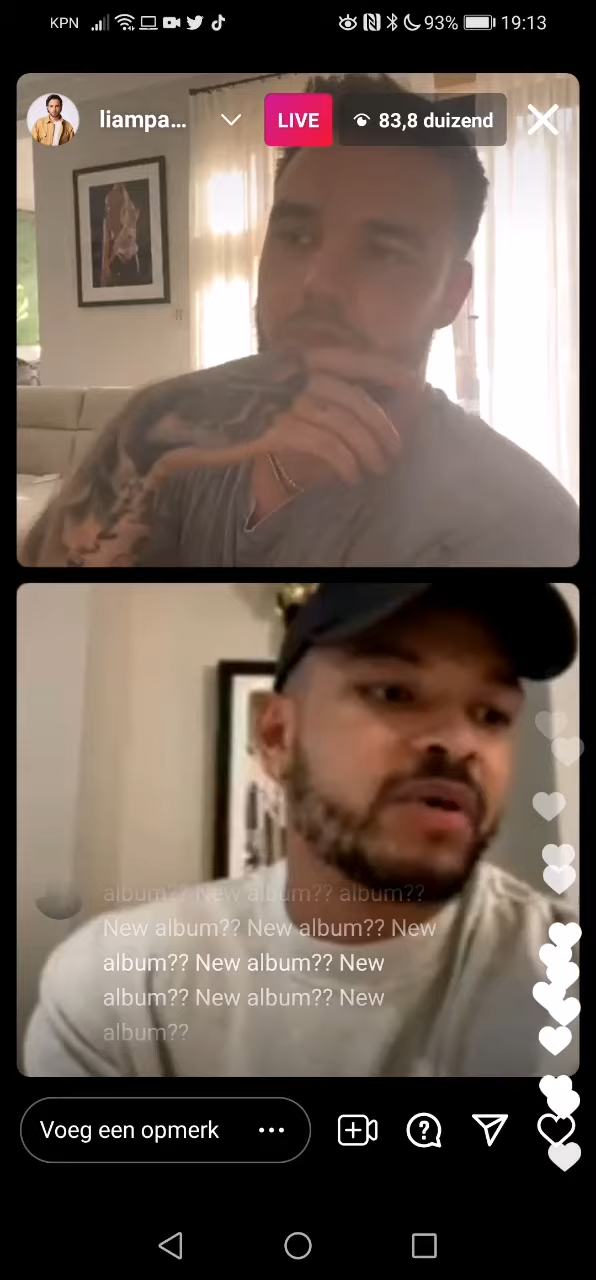 KPN 93% 19:13
liampa... LIVE 83,8 duizend
album?? New album?? album??
New album?? New album?? New
album?? New album?? New
album?? New album?? New
album??
Voeg een opmerk